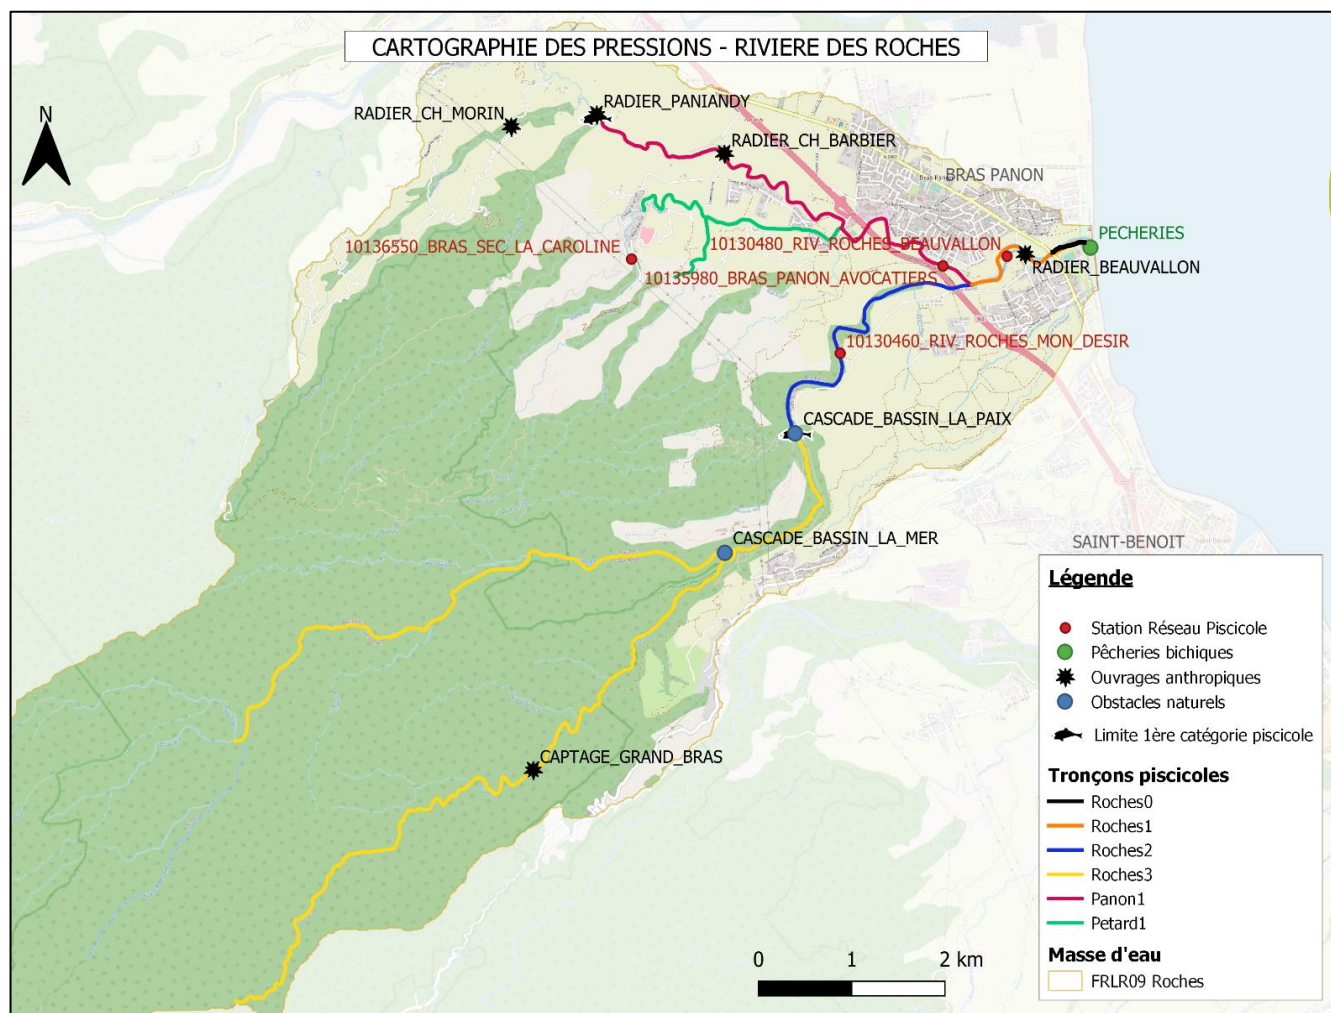 CARTOGRAPHIE DES PRESSIONS - RIVIERE DES ROCHES
N
RADIER_CH_MORIN
RADIER_PANIANDY
RADIER_CH_BARBIER
BRAS PANON
PECHERIES
10136550_BRAS_SEC_LA_CAROLINE
10130480_RIV_ROCHES_BEAUVALLON
RADIER_BEAUVALLON
10135980_BRAS_PANON_AVOCATIERS
10130460_RIV_ROCHES_MON_DESIR
CASCADE_BASSIN_LA_PAIX
CASCADE_BASSIN_LA_MER
SAINT-BENOIT
CAPTAGE_GRAND_BRAS
Légende
Station Réseau Piscicole
Pêcheries bichiques
Ouvrages anthropiques
Obstacles naturels
Limite 1ère catégorie piscicole
Tronçons piscicoles
Roches0
Roches1
Roches2
Roches3
Panon1
Petard1
Masse d'eau
FRLR09 Roches
0 1 2 km